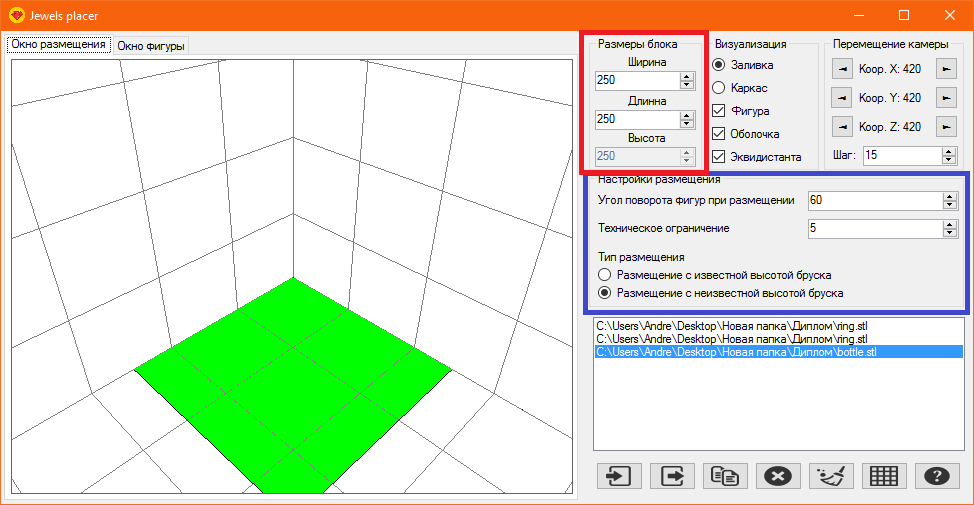 Jewels placer
Окно размещения
Окно фигуры
Размеры блока
Ширина
250
Длинна
250
Высота
250
Визуализация
Заливка
Каркас
Фигура
Оболочка
Эквидистанта
Перемещение камеры
Коор. X: 420
Коор. Y: 420
Коор. Z: 420
Шаг: 15
Настройки размещения
Угол поворота фигур при размещении 60
Техническое ограничение 5
Тип размещения
Размещение с известной высотой бруска
Размещение с неизвестной высотой бруска
C:\Users\Andre\Desktop\Новая папка\Диплом\ring.stl
C:\Users\Andre\Desktop\Новая папка\Диплом\ring.stl
C:\Users\Andre\Desktop\Новая папка\Диплом\bottle.stl
?